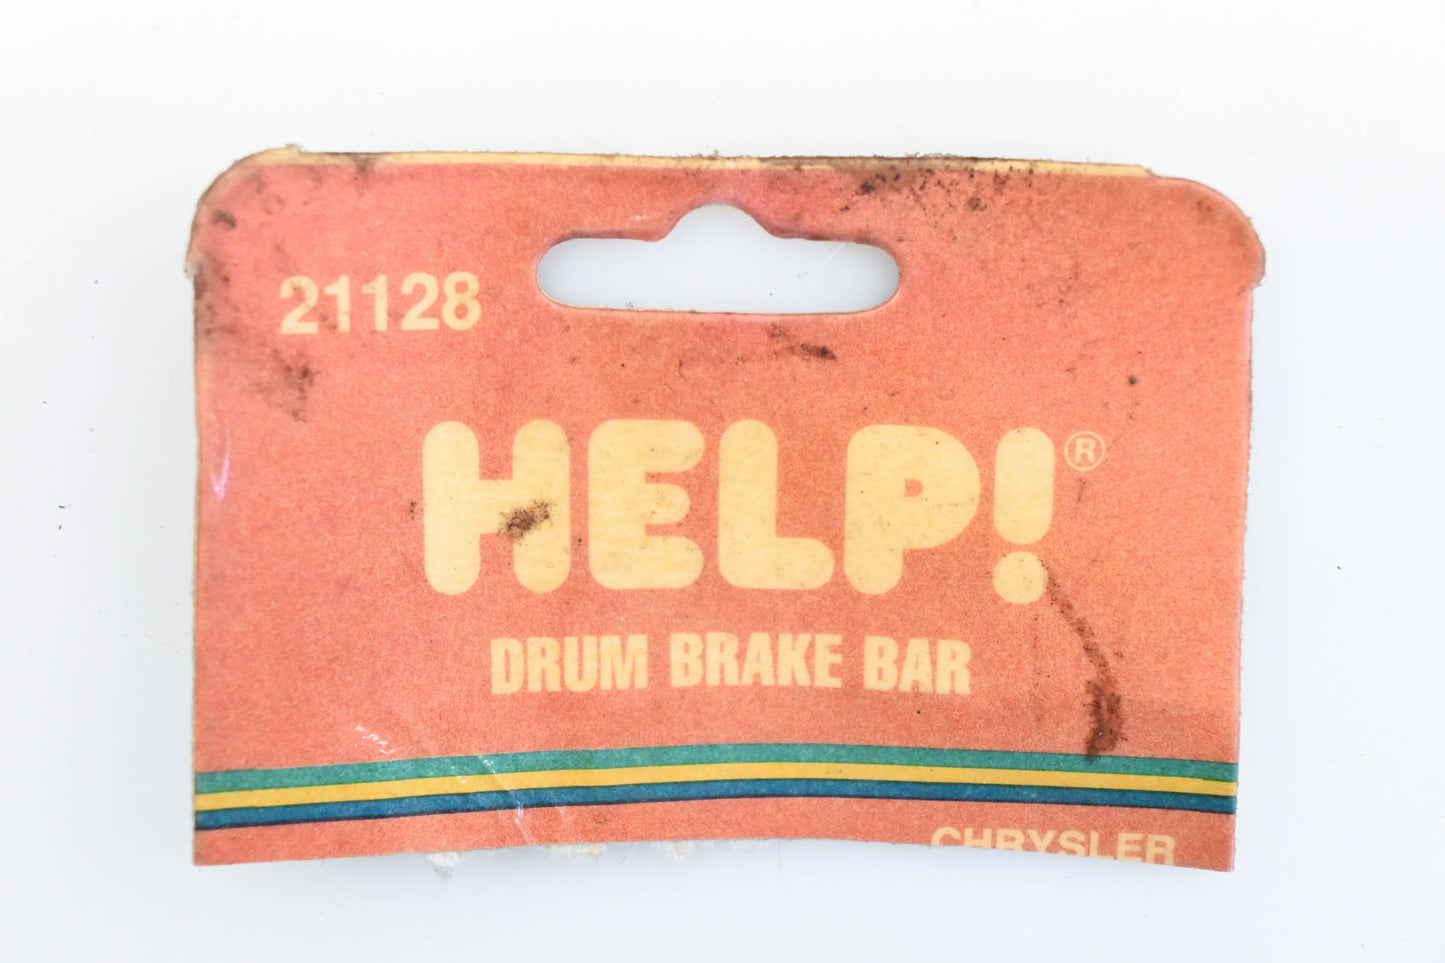 21128
HELP!®
DRUM BRAKE BAR
CHRYSLER